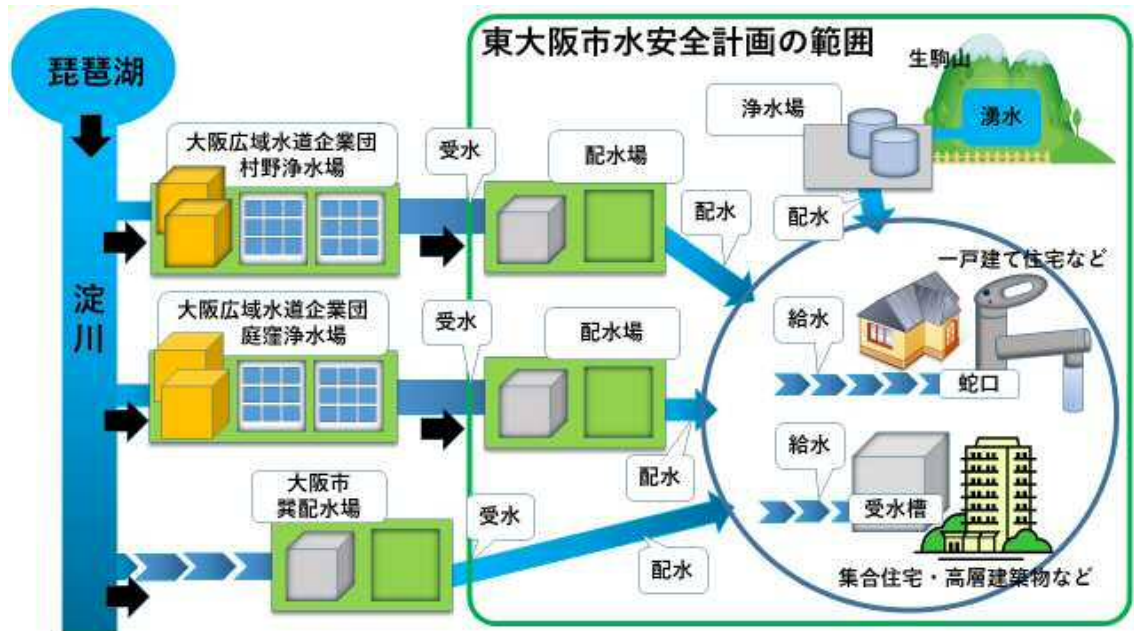 東大阪市水安全計画の範囲
琵琶湖
生駒山
湧水
浄水場
大阪広域水道企業団
村野浄水場
受水
配水場
配水
配水
淀川
大阪広域水道企業団
庭窪浄水場
受水
配水場
配水
一戸建て住宅など
給水
蛇口
大阪市
巽配水場
受水
配水
給水
受水槽
集合住宅・高層建築物など